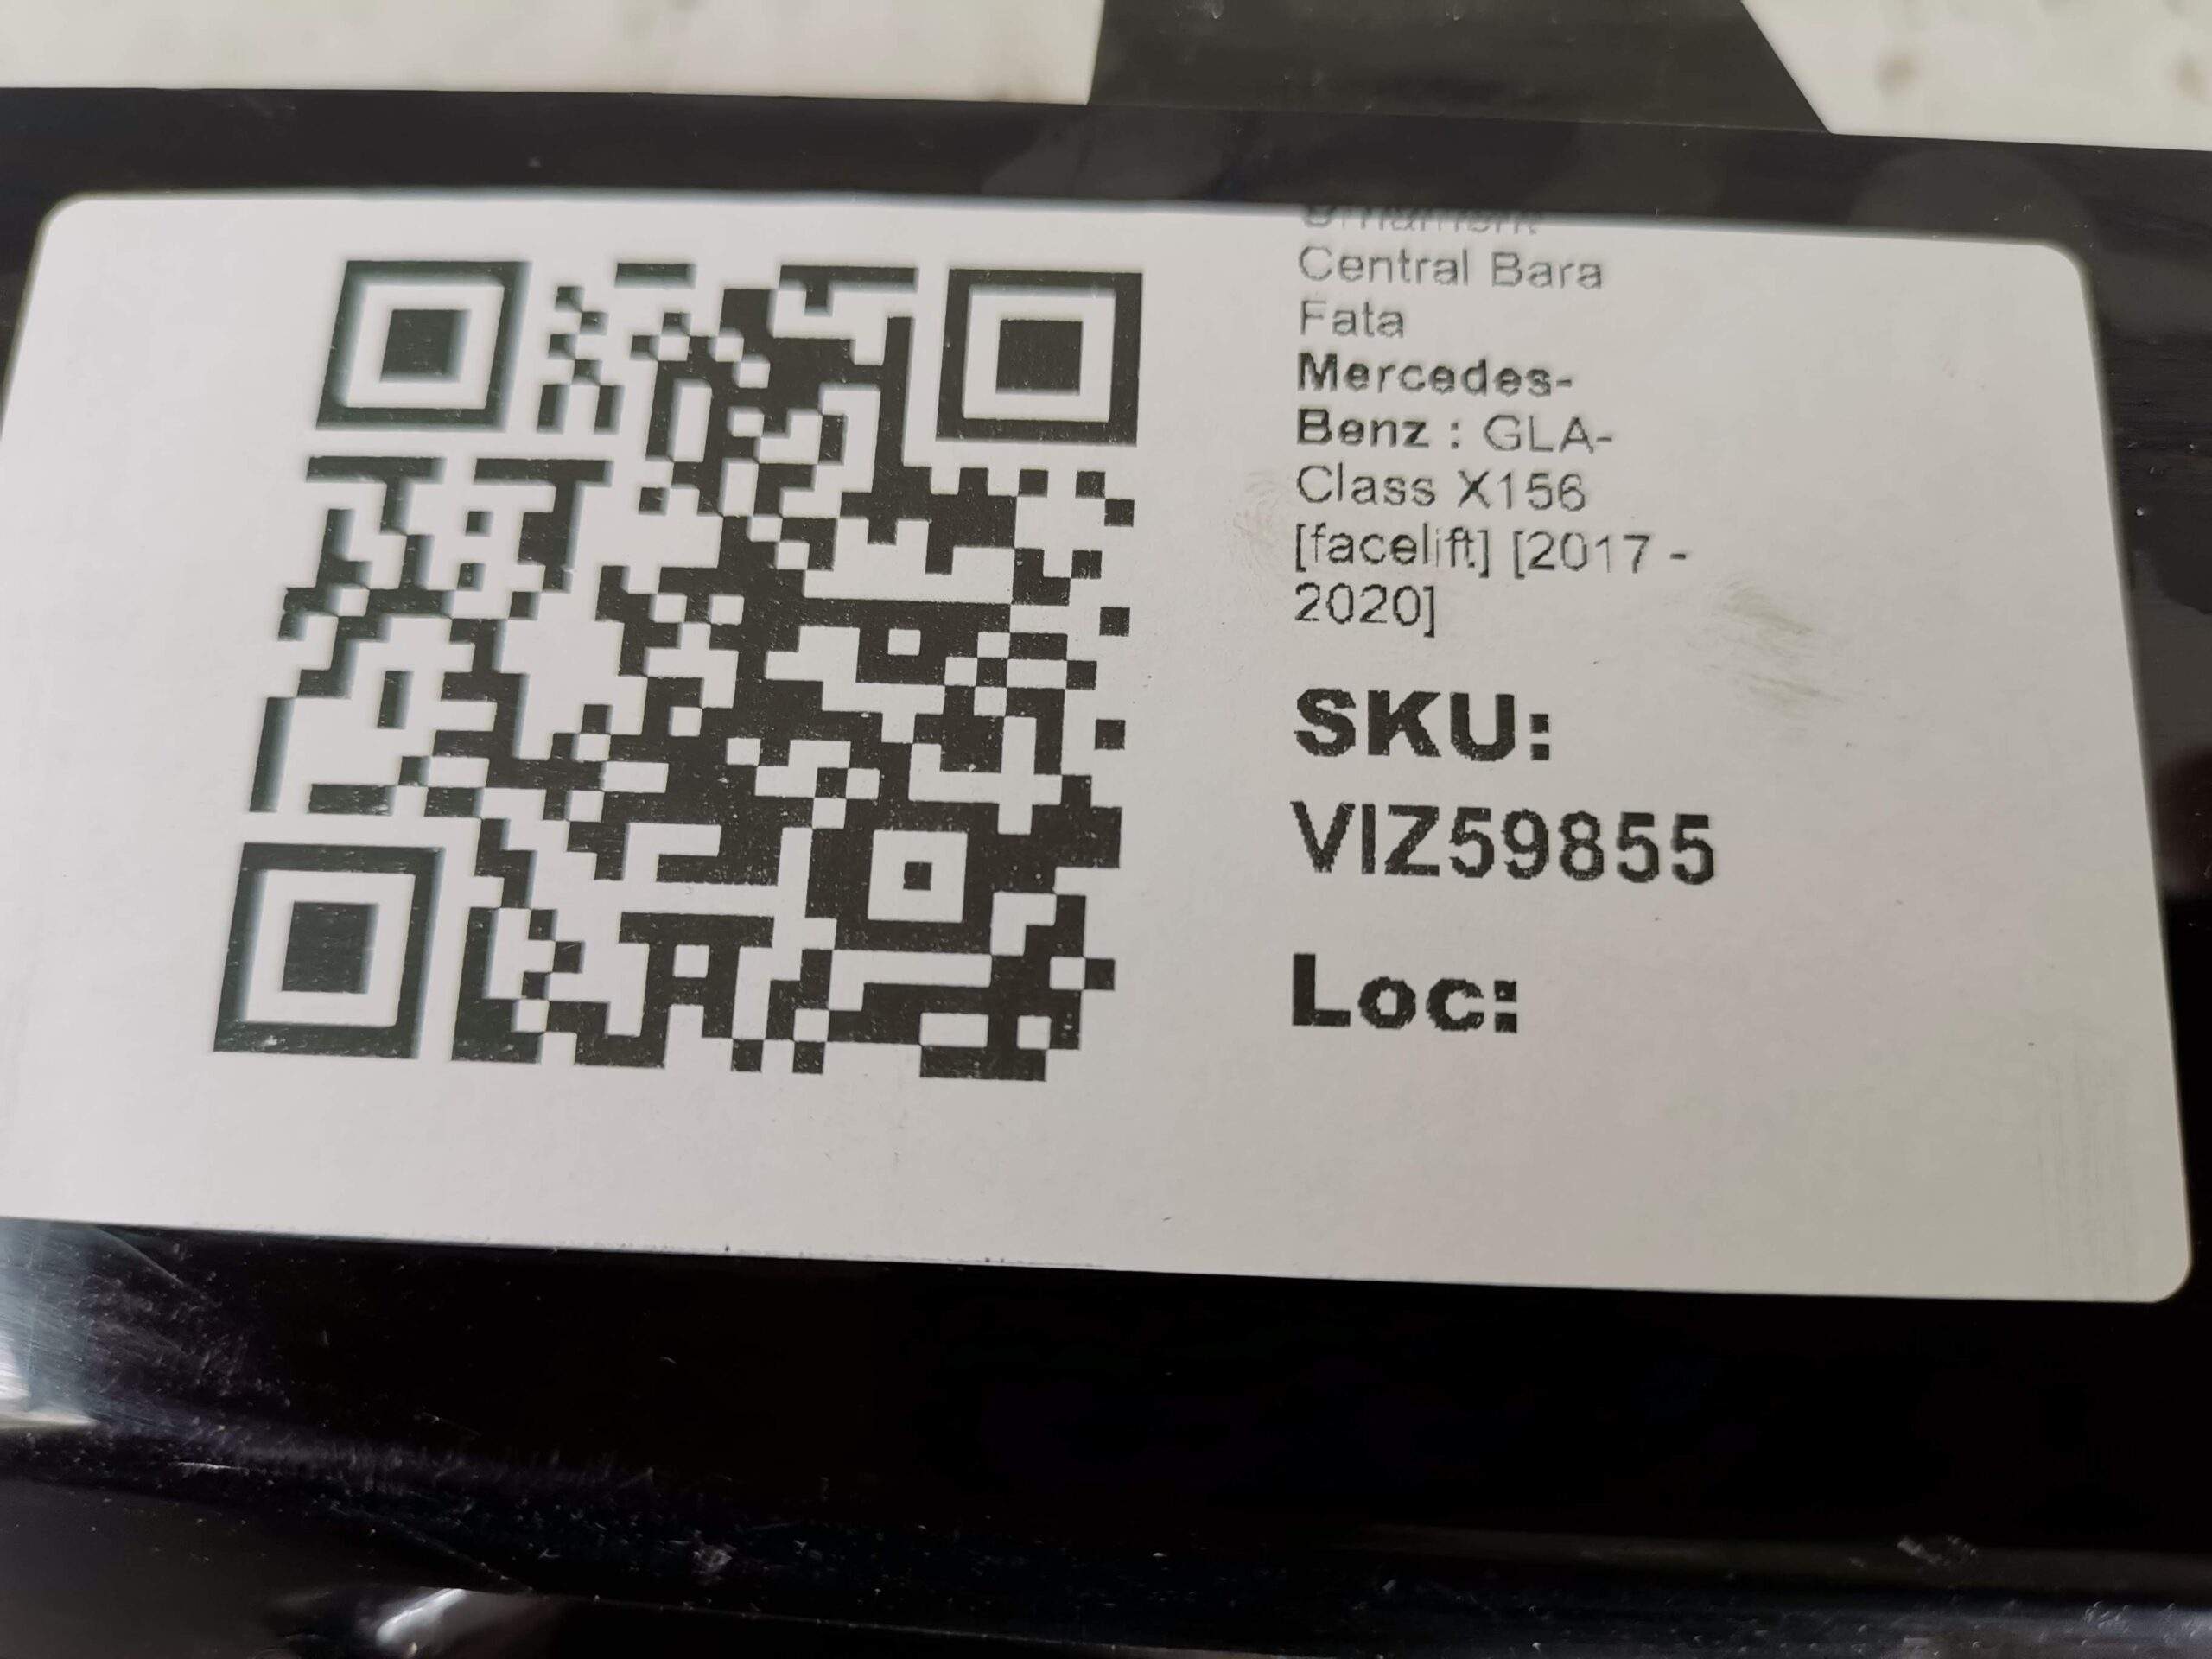 Central Bara
Fata
Mercedes-
Benz : GLA-
Class X156
[facelift] [2017 -
2020]
SKU:
VIZ59855
Loc: